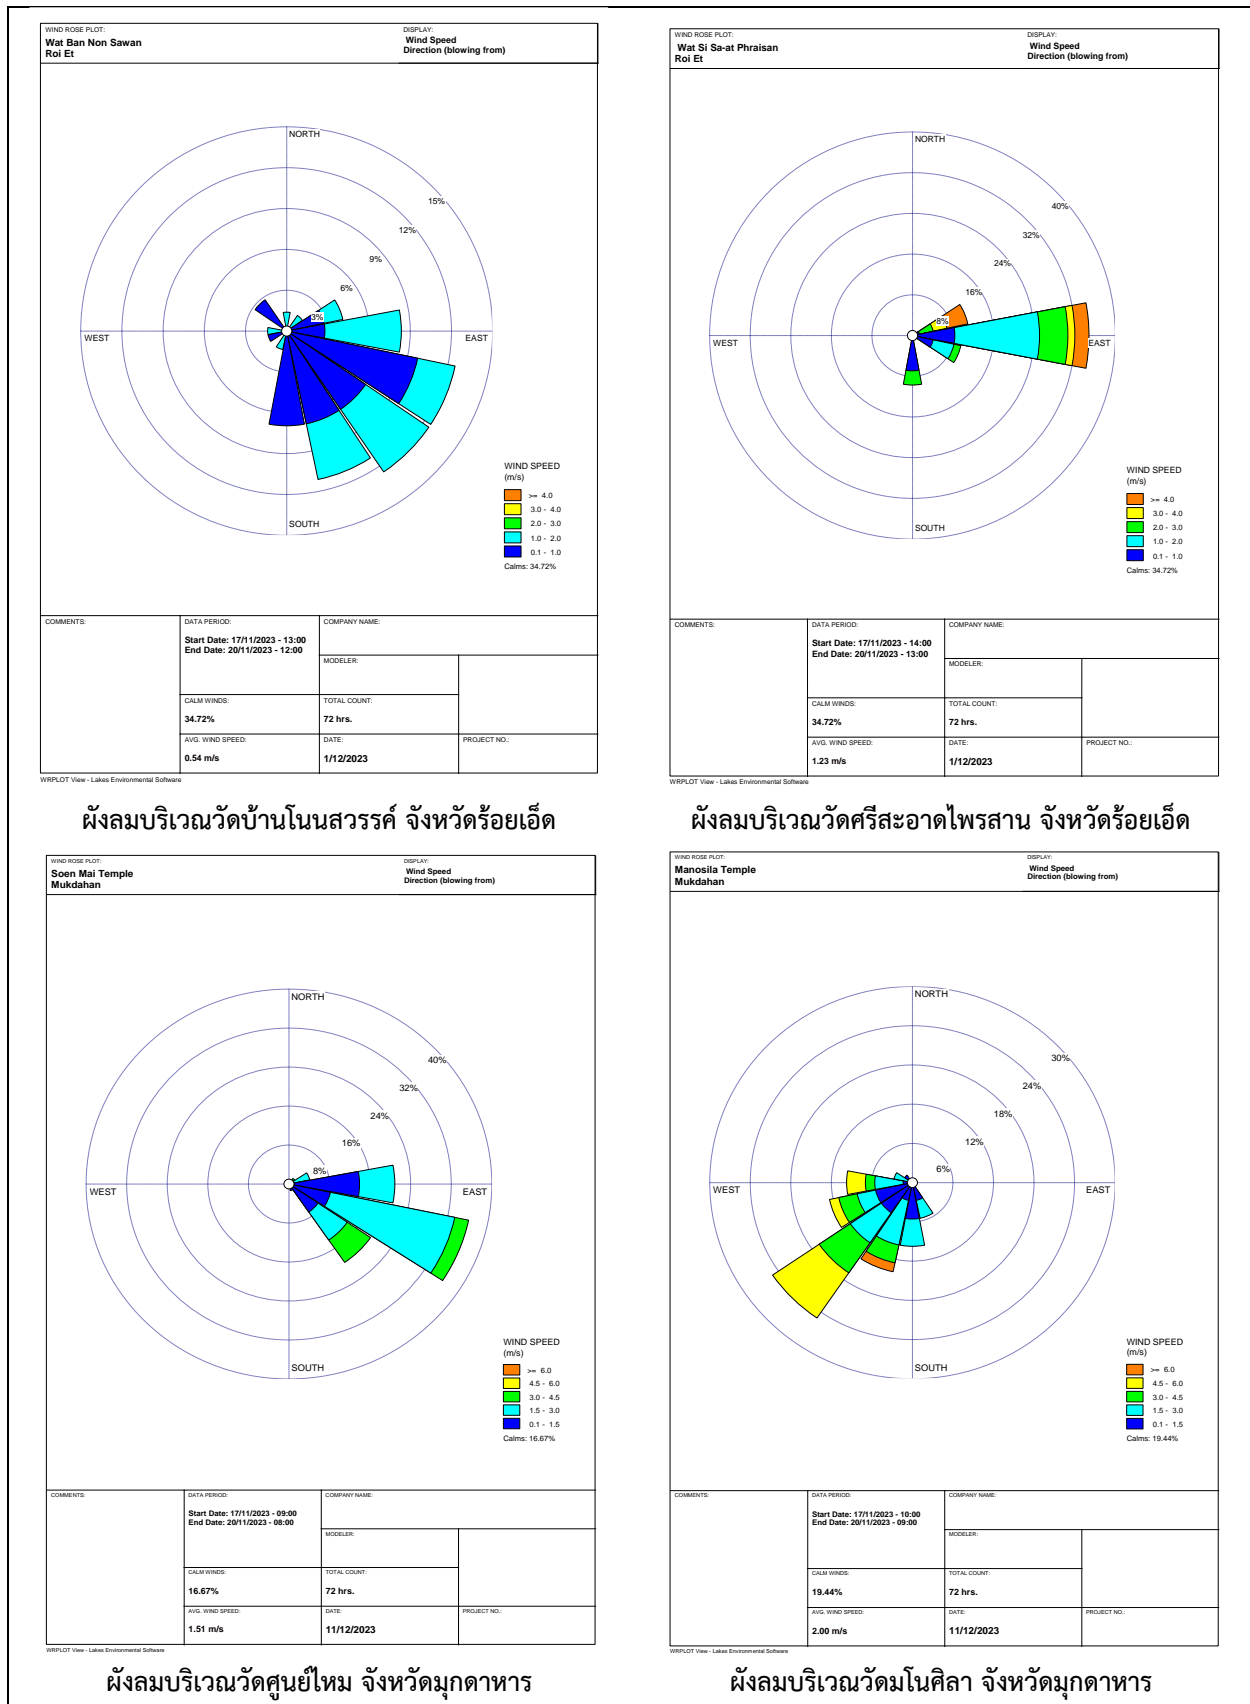 WIND ROSE PLOT:
Wat Ban Non Sawan
Roi Et
DISPLAY:
Wind Speed
Direction (blowing from)
NORTH
15%
12%
9%
6%
3%
WEST
EAST
SOUTH
WIND SPEED
(m/s)
>= 4.0
3.0 - 4.0
2.0 - 3.0
1.0 - 2.0
0.1 - 1.0
Calms: 34.72%
COMMENTS:
DATA PERIOD:
Start Date: 17/11/2023 - 13:00
End Date: 20/11/2023 - 12:00
COMPANY NAME:
MODELER:
CALM WINDS:
34.72%
TOTAL COUNT:
72 hrs.
AVG. WIND SPEED:
0.54 m/s
DATE:
1/12/2023
PROJECT NO.:
WRPLOT View - Lakes Environmental Software
ผังลมบริเวณวัดบ้านโนนสวรรค์ จังหวัดร้อยเอ็ด
WIND ROSE PLOT:
Wat Si Sa-at Phraisan
Roi Et
DISPLAY:
Wind Speed
Direction (blowing from)
NORTH
40%
32%
24%
16%
8%
WEST
EAST
SOUTH
WIND SPEED
(m/s)
>= 4.0
3.0 - 4.0
2.0 - 3.0
1.0 - 2.0
0.1 - 1.0
Calms: 34.72%
COMMENTS:
DATA PERIOD:
Start Date: 17/11/2023 - 14:00
End Date: 20/11/2023 - 13:00
COMPANY NAME:
MODELER:
CALM WINDS:
34.72%
TOTAL COUNT:
72 hrs.
AVG. WIND SPEED:
1.23 m/s
DATE:
1/12/2023
PROJECT NO.:
WRPLOT View - Lakes Environmental Software
ผังลมบริเวณวัดศรีสะอาดไพรสาน จังหวัดร้อยเอ็ด
WIND ROSE PLOT:
Soen Mai Temple
Mukdahan
DISPLAY:
Wind Speed
Direction (blowing from)
NORTH
40%
32%
24%
16%
8%
WEST
EAST
SOUTH
WIND SPEED
(m/s)
>= 6.0
4.5 - 6.0
3.0 - 4.5
1.5 - 3.0
0.1 - 1.5
Calms: 16.67%
COMMENTS:
DATA PERIOD:
Start Date: 17/11/2023 - 09:00
End Date: 20/11/2023 - 08:00
COMPANY NAME:
MODELER:
CALM WINDS:
16.67%
TOTAL COUNT:
72 hrs.
AVG. WIND SPEED:
1.51 m/s
DATE:
11/12/2023
PROJECT NO.:
WRPLOT View - Lakes Environmental Software
ผังลมบริเวณวัดศูนย์ไหม จังหวัดมุกดาหาร
WIND ROSE PLOT:
Manosila Temple
Mukdahan
DISPLAY:
Wind Speed
Direction (blowing from)
NORTH
30%
24%
18%
12%
6%
WEST
EAST
SOUTH
WIND SPEED
(m/s)
>= 6.0
4.5 - 6.0
3.0 - 4.5
1.5 - 3.0
0.1 - 1.5
Calms: 19.44%
COMMENTS:
DATA PERIOD:
Start Date: 17/11/2023 - 10:00
End Date: 20/11/2023 - 09:00
COMPANY NAME:
MODELER:
CALM WINDS:
19.44%
TOTAL COUNT:
72 hrs.
AVG. WIND SPEED:
2.00 m/s
DATE:
11/12/2023
PROJECT NO.:
WRPLOT View - Lakes Environmental Software
ผังลมบริเวณวัดมโนศิลา จังหวัดมุกดาหาร